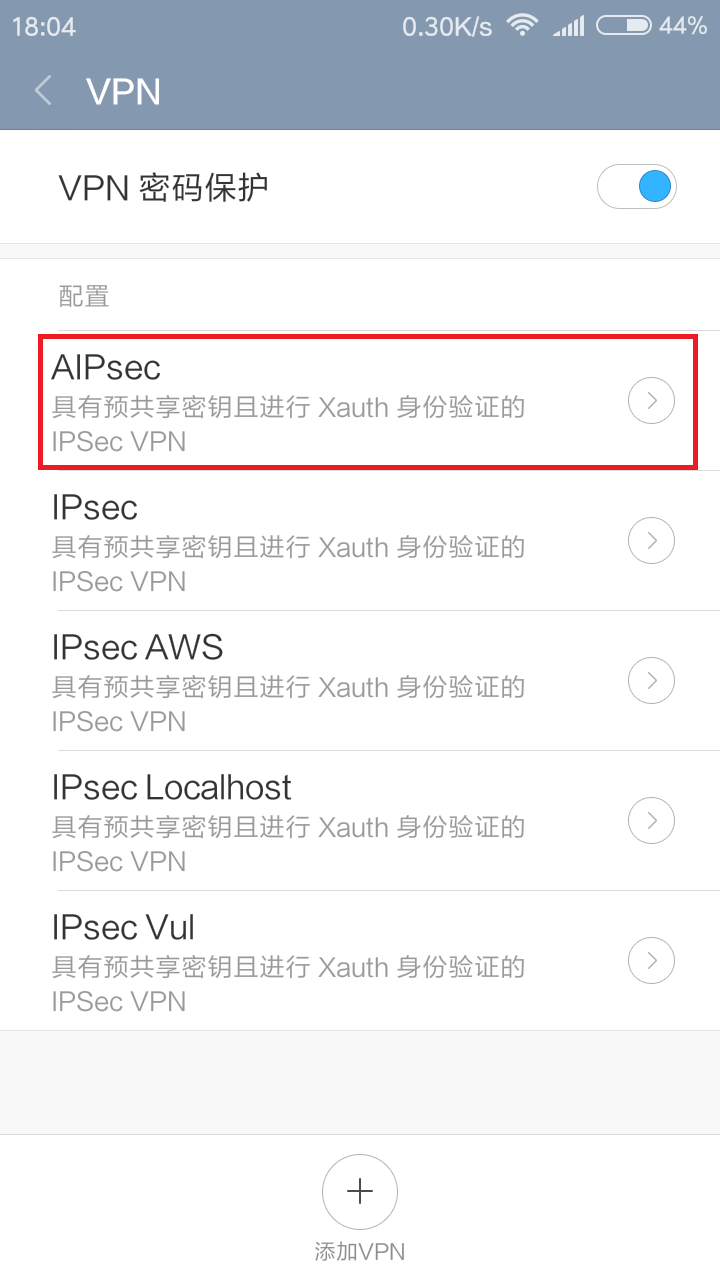 18:04 0.30K/s 44%
VPN
VPN 密码保护
配置
AIPsec
具有预共享密钥且进行 Xauth 身份验证的
IPSec VPN
IPsec
具有预共享密钥且进行 Xauth 身份验证的
IPSec VPN
IPsec AWS
具有预共享密钥且进行 Xauth 身份验证的
IPSec VPN
IPsec Localhost
具有预共享密钥且进行 Xauth 身份验证的
IPSec VPN
IPsec Vul
具有预共享密钥且进行 Xauth 身份验证的
IPSec VPN
添加VPN